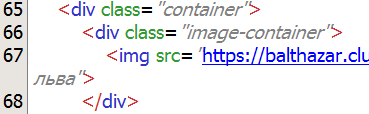 65 <div class="container">
66 <div class="image-container">
67 <img src="https://balthazar.clu
льва">
68 </div>